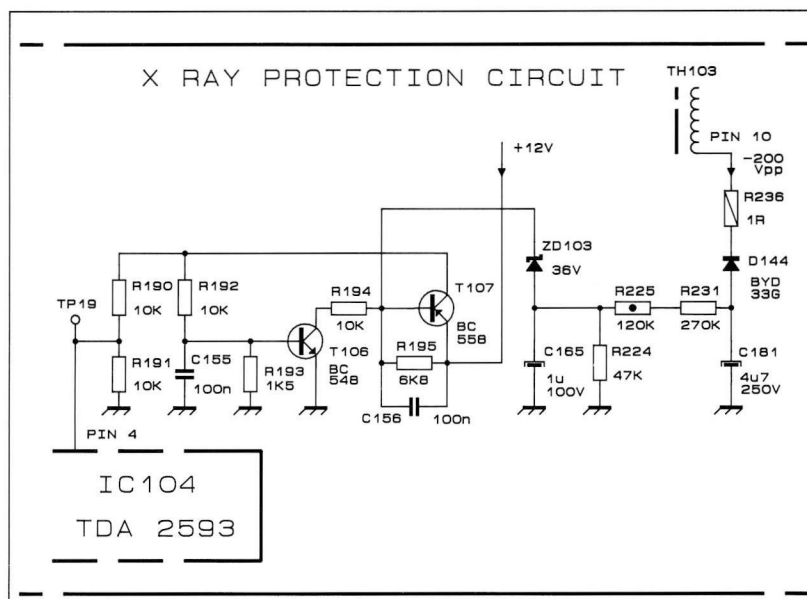 X RAY PROTECTION CIRCUIT
TH103
PIN 10
-200
Vpp
+12V
R236
1R
ZD103
36V
D144
BYD
33G
R190
10K
R192
10K
R194
10K
T107
BC
558
R225
120K
R231
270K
TP19
R191
10K
C155
100n
R193
1K5
T106
BC
548
R195
6K8
C156
100n
C165
1u
100V
R224
47K
C181
4u7
250V
PIN 4
IC104
TDA 2593